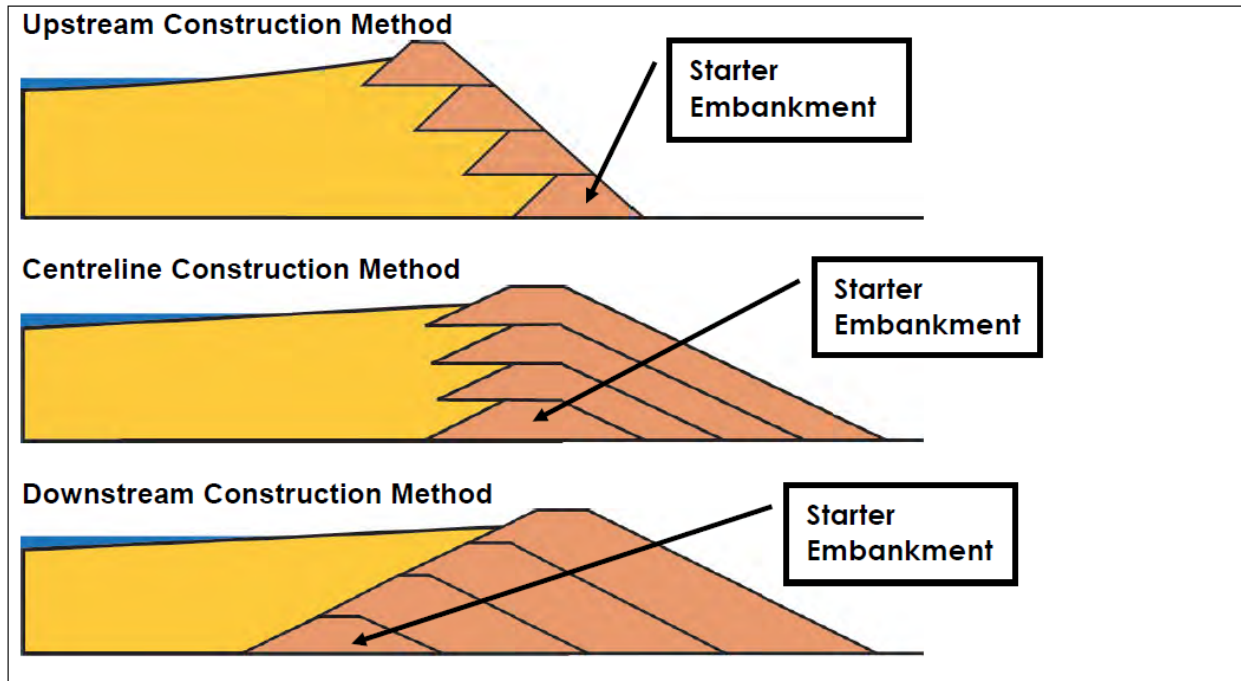 Upstream Construction Method
Starter
Embankment
Centreline Construction Method
Starter
Embankment
Downstream Construction Method
Starter
Embankment